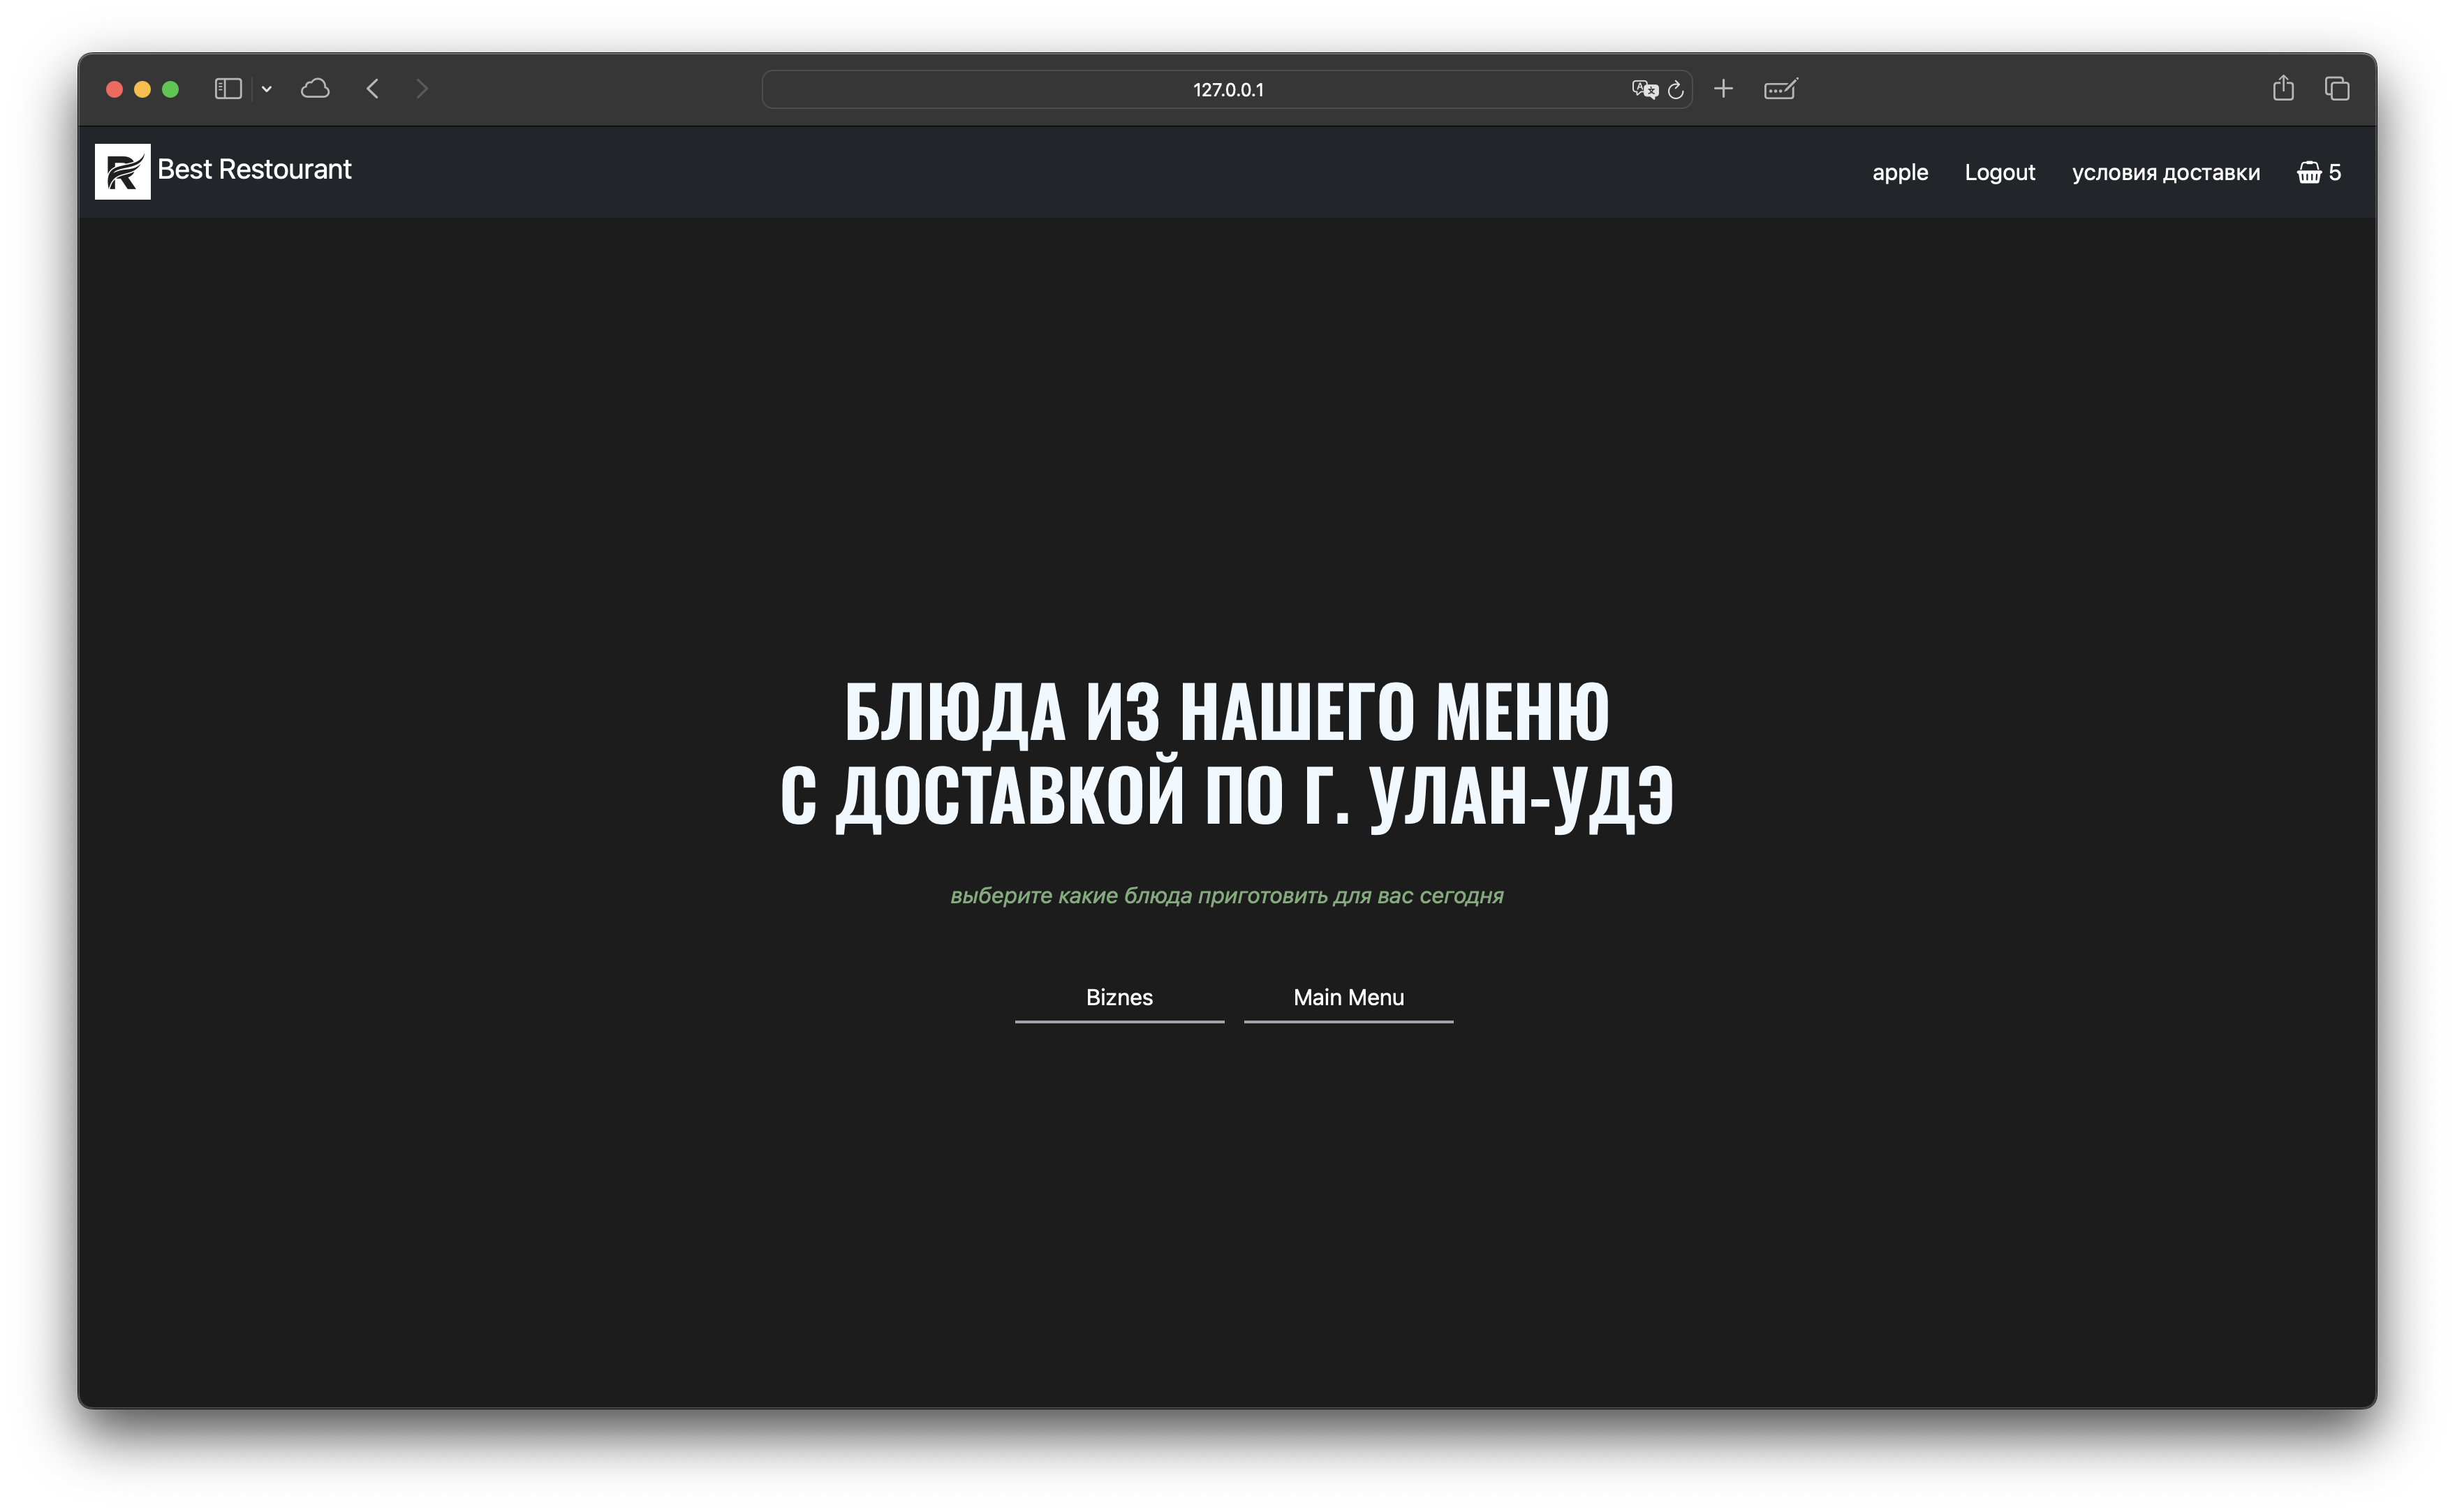 127.0.0.1
Best Restourant
apple Logout условия доставки 5
БЛЮДА ИЗ НАШЕГО МЕНЮ
С ДОСТАВКОЙ ПО Г. УЛАН-УДЭ
выберите какие блюда приготовить для вас сегодня
Biznes Main Menu